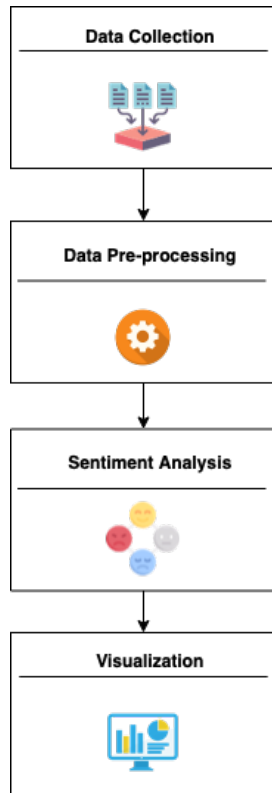 Data Collection
Data Pre-processing
Sentiment Analysis
Visualization